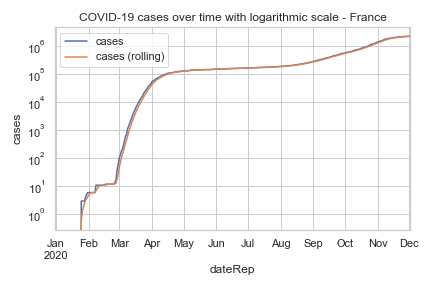 COVID-19 cases over time with logarithmic scale - France
cases
cases (rolling)
cases
10^6
10^5
10^4
10^3
10^2
10^1
10^0
Jan Feb Mar Apr May Jun Jul Aug Sep Oct Nov Dec
2020
dateRep